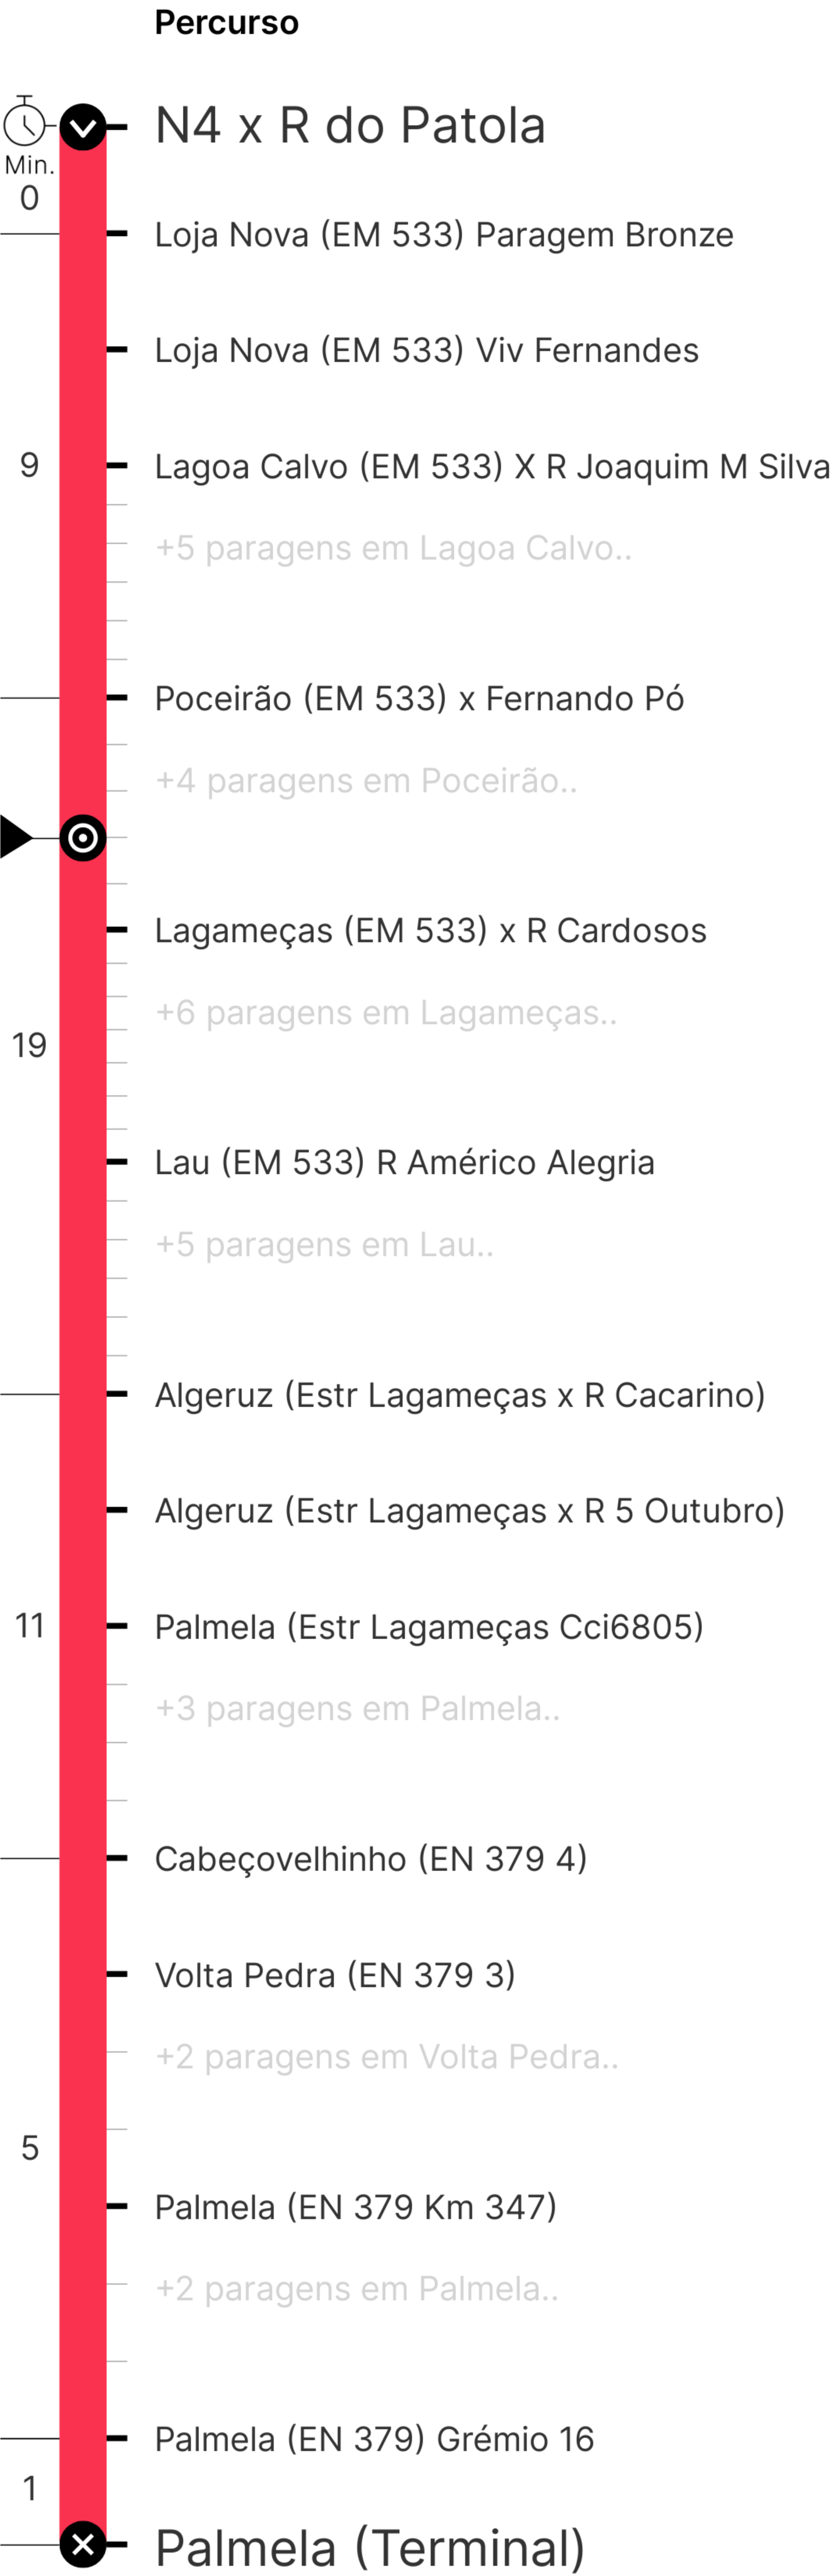 Percurso
N4 x R do Patola
Min.
0
Loja Nova (EM 533) Paragem Bronze
Loja Nova (EM 533) Viv Fernandes
9
Lagoa Calvo (EM 533) X R Joaquim M Silva
+5 paragens em Lagoa Calvo..
Poceirão (EM 533) x Fernando Pó
+4 paragens em Poceirão..
Lagameças (EM 533) x R Cardosos
+6 paragens em Lagameças..
19
Lau (EM 533) R Américo Alegria
+5 paragens em Lau..
Algeruz (Estr Lagameças x R Cacarino)
Algeruz (Estr Lagameças x R 5 Outubro)
11
Palmela (Estr Lagameças Cci6805)
+3 paragens em Palmela..
Cabeçovelhinho (EN 379 4)
Volta Pedra (EN 379 3)
+2 paragens em Volta Pedra..
5
Palmela (EN 379 Km 347)
+2 paragens em Palmela..
Palmela (EN 379) Grémio 16
1
Palmela (Terminal)